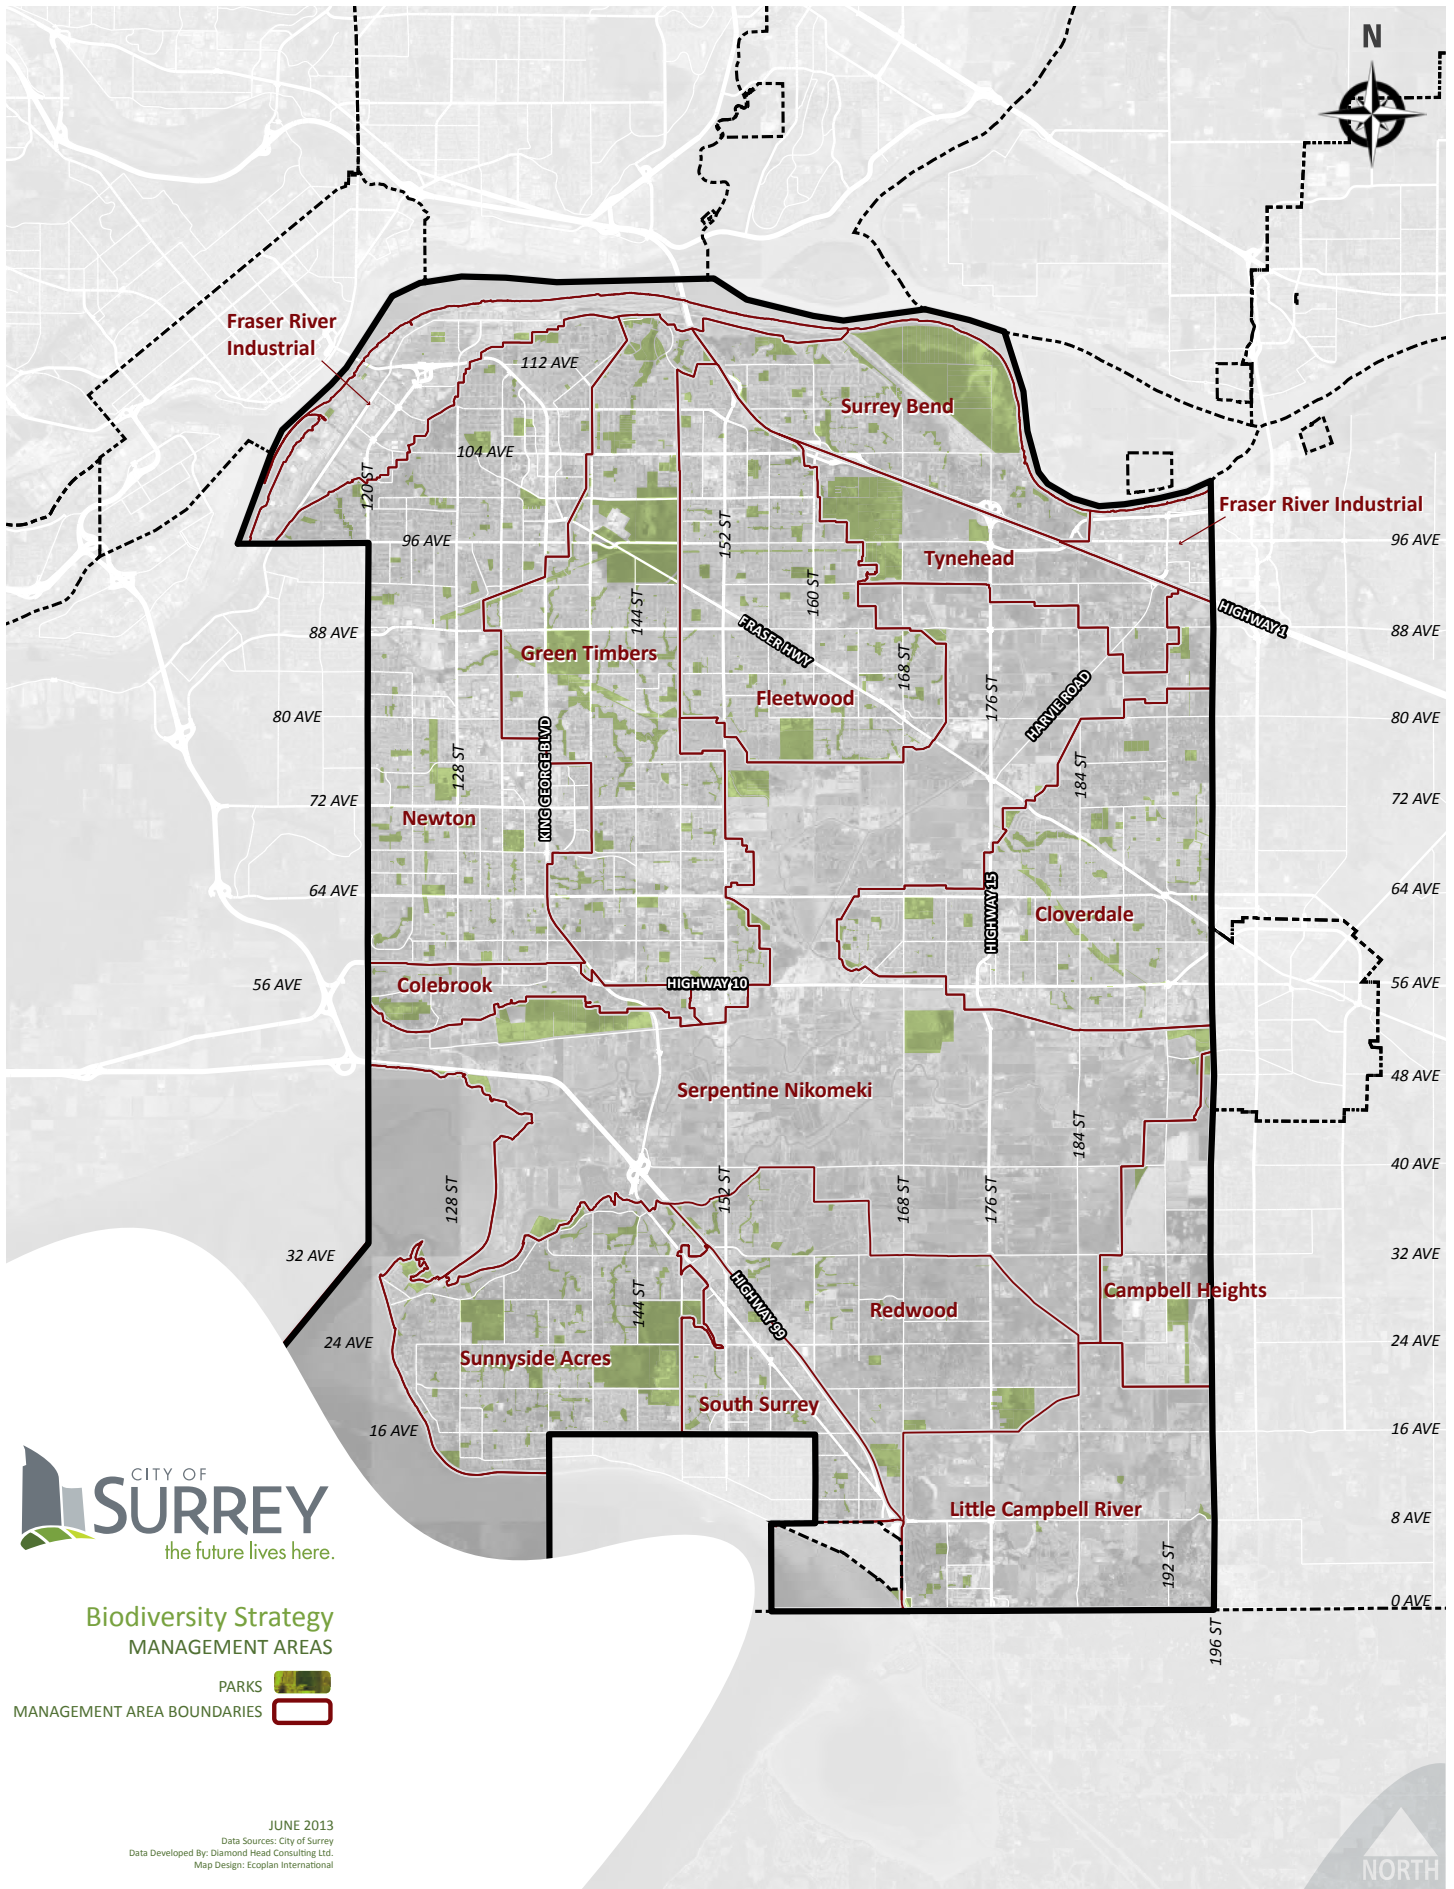 N
Fraser River
Industrial
112 AVE
Surrey Bend
104 AVE
120 ST
Fraser River Industrial
96 AVE
152 ST
Tynehead
96 AVE
160 ST
144 ST
HIGHWAY 1
88 AVE
88 AVE
FRASER HWY
Green Timbers
168 ST
176 ST
Fleetwood
HARVIE ROAD
80 AVE
80 AVE
KING GEORGE BLVD
128 ST
184 ST
72 AVE
72 AVE
Newton
64 AVE
64 AVE
HIGHWAY 15
Cloverdale
56 AVE
Colebrook
HIGHWAY 10
56 AVE
48 AVE
Serpentine Nikomeki
184 ST
40 AVE
128 ST
152 ST
168 ST
176 ST
32 AVE
32 AVE
Campbell Heights
144 ST
HIGHWAY 99
Redwood
24 AVE
24 AVE
Sunnyside Acres
South Surrey
16 AVE
16 AVE
CITY OF
SURREY
the future lives here.
Little Campbell River
8 AVE
192 ST
0 AVE
196 ST
Biodiversity Strategy
MANAGEMENT AREAS
PARKS
MANAGEMENT AREA BOUNDARIES
JUNE 2013
Data Sources: City of Surrey
Data Developed By: Diamond Head Consulting Ltd.
Map Design: Ecoplan International
NORTH